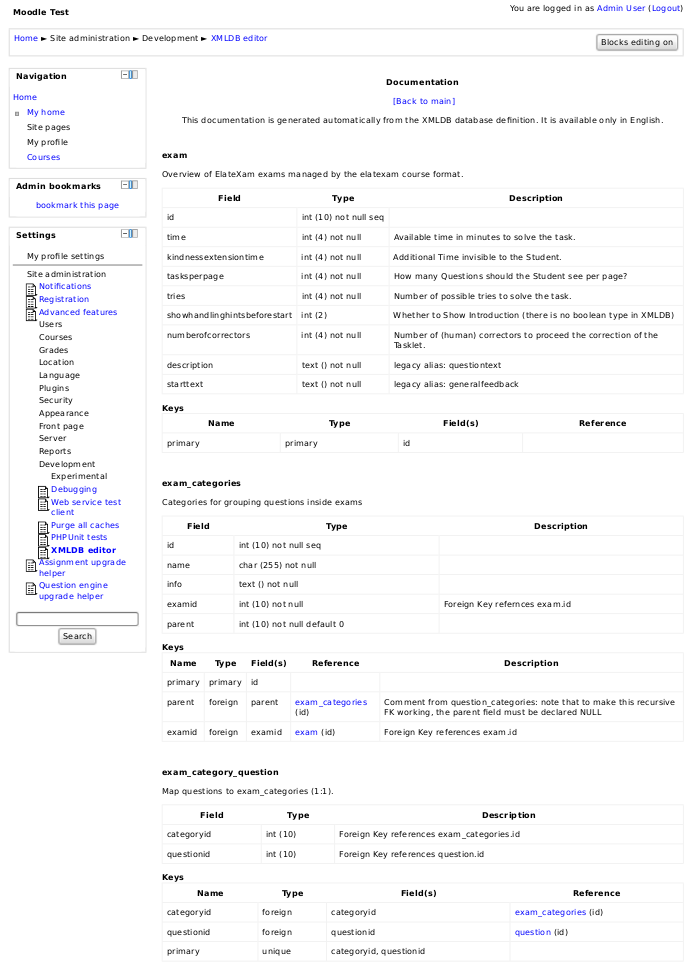 Moodle Test
You are logged in as Admin User (Logout)
Home ► Site administration ► Development ► XMLDB editor
Blocks editing on
Navigation
Home
My home
Site pages
My profile
Courses
Admin bookmarks
bookmark this page
Settings
My profile settings
Site administration
Notifications
Registration
Advanced features
Users
Courses
Grades
Location
Language
Plugins
Security
Appearance
Front page
Server
Reports
Development
Experimental
Debugging
Web service test
client
Purge all caches
PHPUnit tests
XMLDB editor
Assignment upgrade
helper
Question engine
upgrade helper
Search
Documentation
[Back to main]
This documentation is generated automatically from the XMLDB database definition. It is available only in English.
exam
Overview of ElateXam exams managed by the elatexam course format.
Field Type Description
id int (10) not null seq
time int (4) not null Available time in minutes to solve the task.
kindnessextensiontime int (4) not null Additional Time invisible to the Student.
tasksperpage int (4) not null How many Questions should the Student see per page?
tries int (4) not null Number of possible tries to solve the task.
showhandlinghintsbeforestart int (2) Whether to Show Introduction (there is no boolean type in XMLDB)
numberofcorrectors int (4) not null Number of (human) correctors to proceed the correction of the
Tasklet.
description text () not null legacy alias: questiontext
starttext text () not null legacy alias: generalfeedback
Keys
Name Type Field(s) Reference
primary primary id
exam_categories
Categories for grouping questions inside exams
Field Type Description
id int (10) not null seq
name char (255) not null
info text () not null
examid int (10) not null Foreign Key refernces exam.id
parent int (10) not null default 0
Keys
Name Type Field(s) Reference Description
primary primary id
parent foreign parent exam_categories (id) Comment from question_categories: note that to make this recursive
FK working, the parent field must be declared NULL
examid foreign examid exam (id) Foreign Key references exam.id
exam_category_question
Map questions to exam_categories (1:1).
Field Type Description
categoryid int (10) Foreign Key references exam_categories.id
questionid int (10) Foreign Key references question.id
Keys
Name Type Field(s) Reference
categoryid foreign categoryid exam_categories (id)
questionid foreign questionid question (id)
primary unique categoryid, questionid